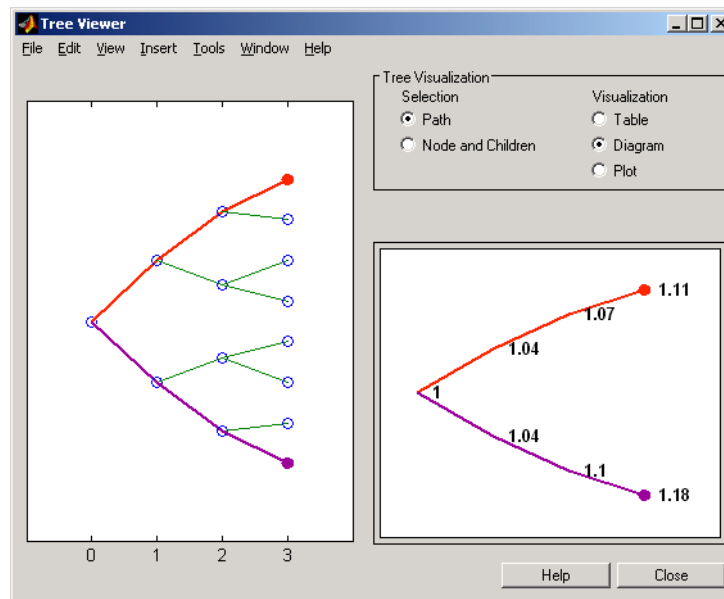 Tree Viewer
File Edit View Insert Tools Window Help
Tree Visualization
Selection Visualization
Path Table
Node and Children Diagram
Plot
1.11
1.07
1.04
1
1.04
1.1
1.18
0 1 2 3
Help Close